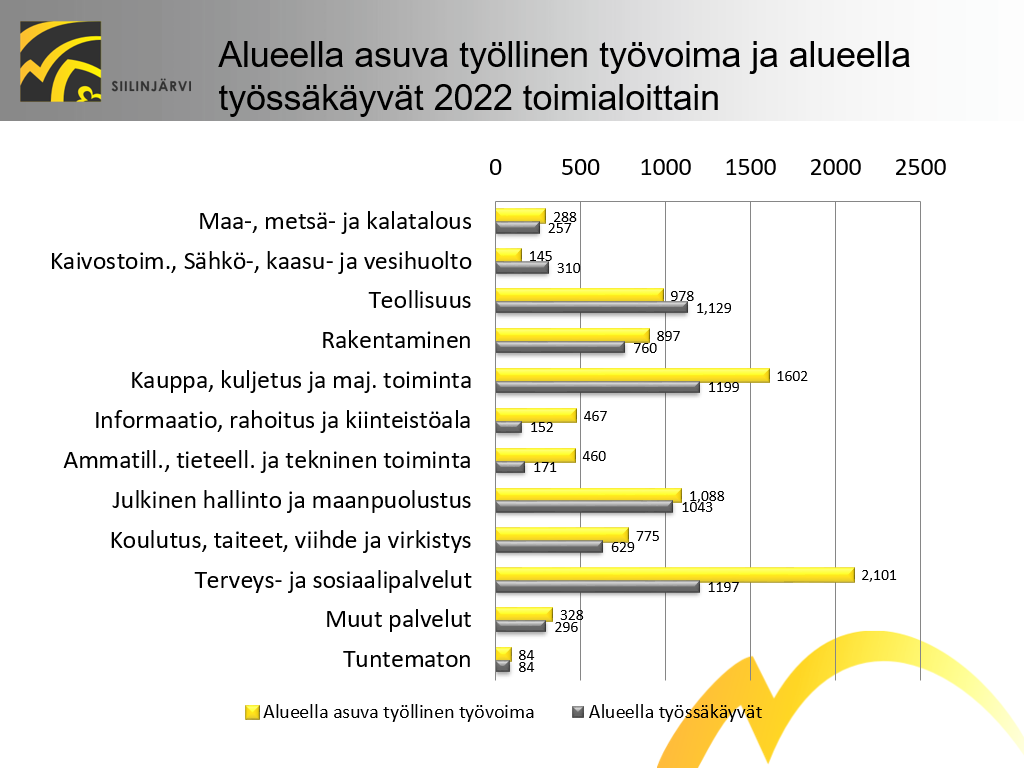 SIILINJÄRVI
Alueella asuva työllinen työvoima ja alueella
työssäkäyvät 2022 toimialoittain
0 500 1000 1500 2000 2500
Maa-, metsä- ja kalatalous 288
257
Kaivostoim., Sähkö-, kaasu- ja vesihuolto 145
310
Teollisuus 978
1,129
Rakentaminen 897
760
Kauppa, kuljetus ja maj. toiminta 1602
1199
Informaatio, rahoitus ja kiinteistöala 467
152
Ammatill., tieteell. ja tekninen toiminta 460
171
Julkinen hallinto ja maanpuolustus 1,088
1043
Koulutus, taiteet, viihde ja virkistys 775
629
Terveys- ja sosiaalipalvelut 2,101
1197
Muut palvelut 328
296
Tuntematon 84
84
Alueella asuva työllinen työvoima Alueella työssäkäyvät